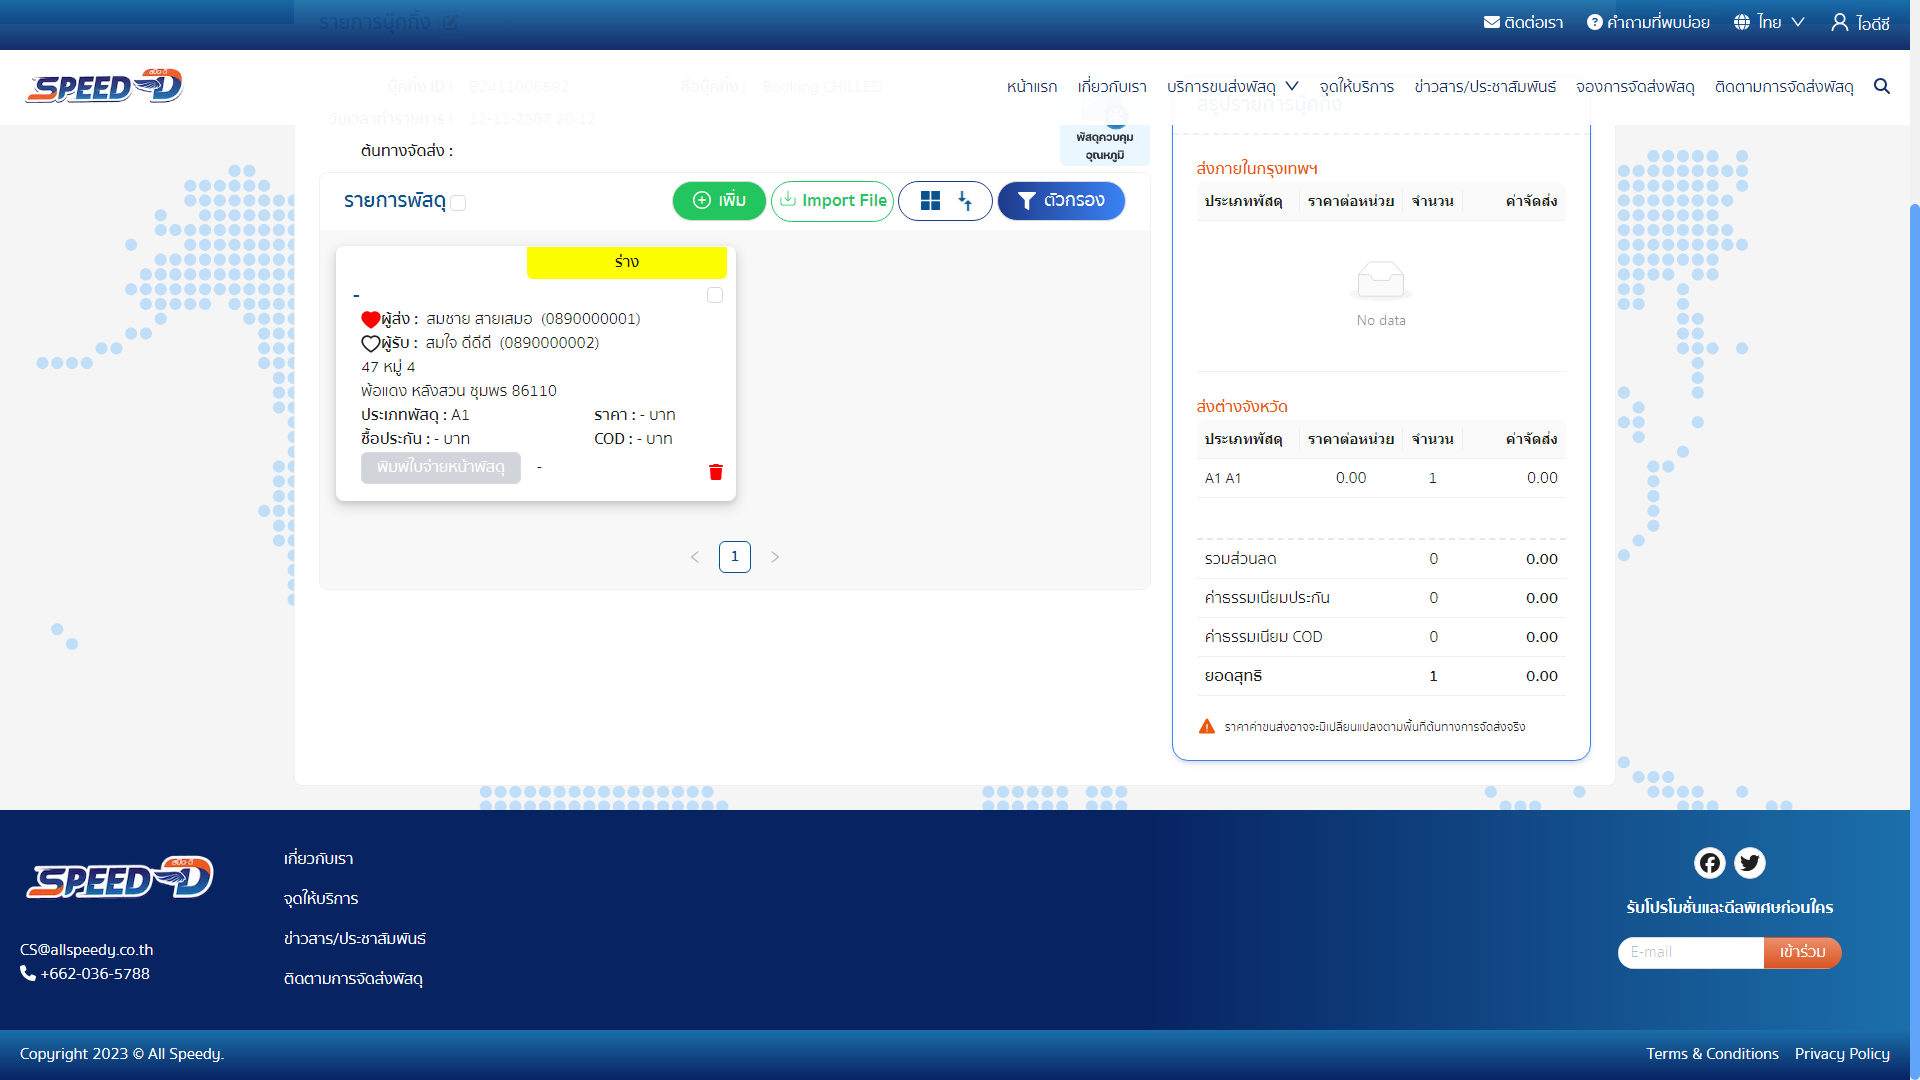 รายการบุ๊คกิ้ง
ติดต่อเรา
คำถามที่พบบ่อย
ไทย
ไอดีซี
SPEED-D
สปีด-ดี
หน้าแรก
เกี่ยวกับเรา
บริการขนส่งพัสดุ
จุดให้บริการ
ข่าวสาร/ประชาสัมพันธ์
จองการจัดส่งพัสดุ
ติดตามการจัดส่งพัสดุ
บุ๊คกิ้ง ID : B2411006592
ชื่อบุ๊คกิ้ง : Booking CHILLED
วันเวลาทำรายการ : 12-11-2567 20:12
ต้นทางจัดส่ง :
พัสดุควบคุม
อุณหภูมิ
สรุปรายการบุ๊คกิ้ง
รายการพัสดุ
เพิ่ม
Import File
ตัวกรอง
ร่าง
-
ผู้ส่ง : สมชาย สายเสมอ (0890000001)
ผู้รับ : สมใจ ดีดีดี (0890000002)
47 หมู่ 4
พ้อแดง หลังสวน ชุมพร 86110
ประเภทพัสดุ : A1
ราคา : - บาท
ซื้อประกัน : - บาท
COD : - บาท
พิมพ์ใบจ่ายหน้าพัสดุ
-
1
ส่งภายในกรุงเทพฯ
ประเภทพัสดุ ราคาต่อหน่วย จำนวน ค่าจัดส่ง
No data
ส่งต่างจังหวัด
ประเภทพัสดุ ราคาต่อหน่วย จำนวน ค่าจัดส่ง
A1 A1 0.00 1 0.00
รวมส่วนลด 0 0.00
ค่าธรรมเนียมประกัน 0 0.00
ค่าธรรมเนียม COD 0 0.00
ยอดสุทธิ 1 0.00
ราคาค่าขนส่งอาจจะมีเปลี่ยนแปลงตามพื้นที่ต้นทางการจัดส่งจริง
SPEED-D
สปีด-ดี
CS@allspeedy.co.th
+662-036-5788
เกี่ยวกับเรา
จุดให้บริการ
ข่าวสาร/ประชาสัมพันธ์
ติดตามการจัดส่งพัสดุ
รับโปรโมชั่นและดีลพิเศษก่อนใคร
E-mail
เข้าร่วม
Copyright 2023 © All Speedy.
Terms & Conditions
Privacy Policy